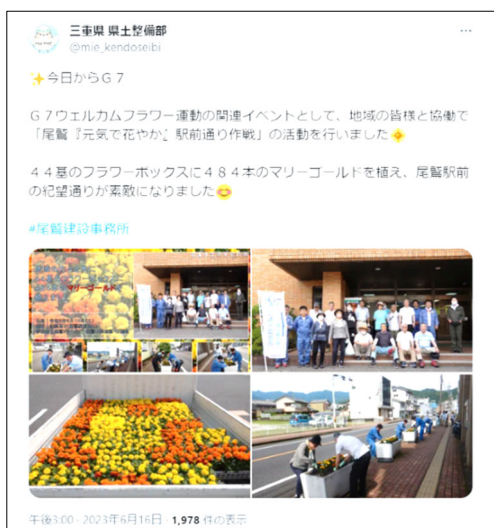 三重県 県土整備部
@mie_kendoseibi
✨今日からG7
G7ウェルカムフラワー運動の関連イベントとして、地域の皆様と協働で
「尾鷲『元気で花やか』駅前通り作戦」の活動を行いました
44基のフラワーボックスに484本のマリーゴールドを植え、尾鷲駅前
の紀望通りが素敵になりました
#尾鷲建設事務所
マリーゴールド
午後3:00 · 2023年6月16日 · 1,978 件の表示